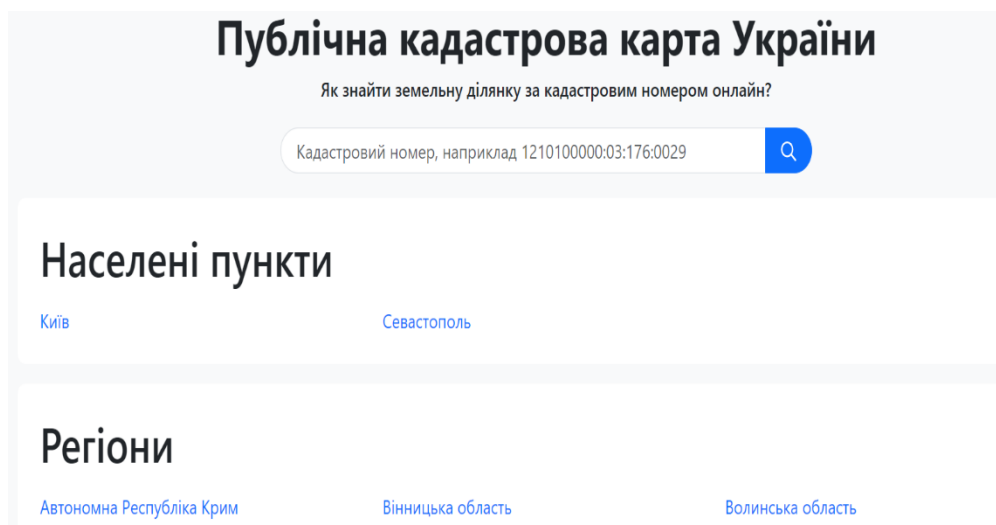 Публічна кадастрова карта України
Як знайти земельну ділянку за кадастровим номером онлайн?
Кадастровий номер, наприклад 1210100000:03:176:0029
Населені пункти
Київ Севастополь
Регіони
Автономна Республіка Крим Вінницька область Волинська область